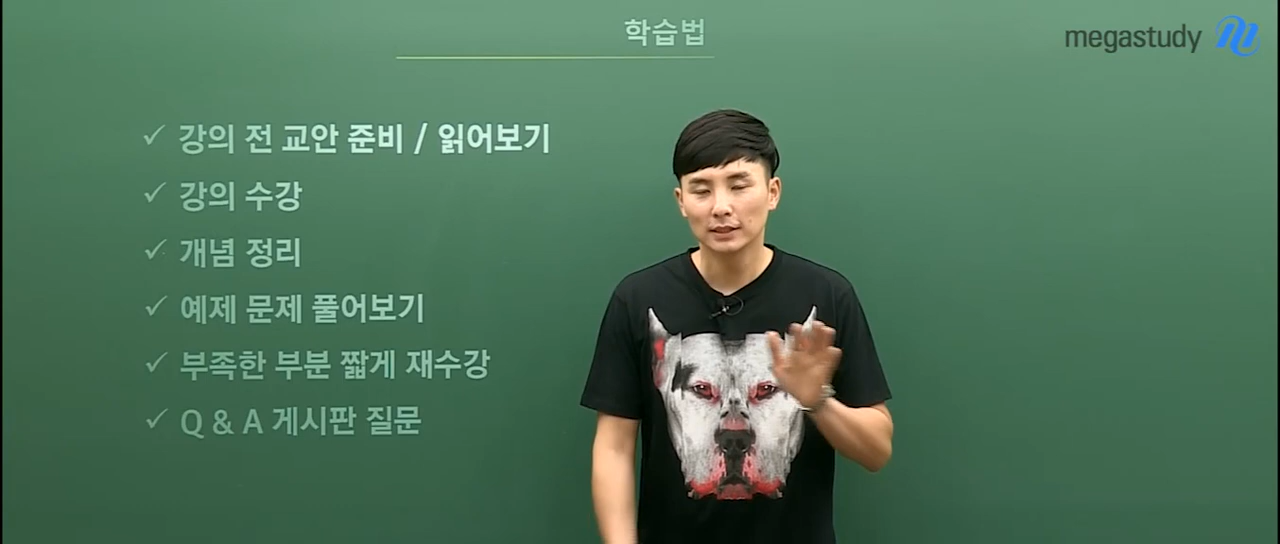 학습법
megastudy
✓ 강의 전 교안 준비 / 읽어보기
✓ 강의 수강
✓ 개념 정리
✓ 예제 문제 풀어보기
✓ 부족한 부분 짧게 재수강
✓ Q & A 게시판 질문